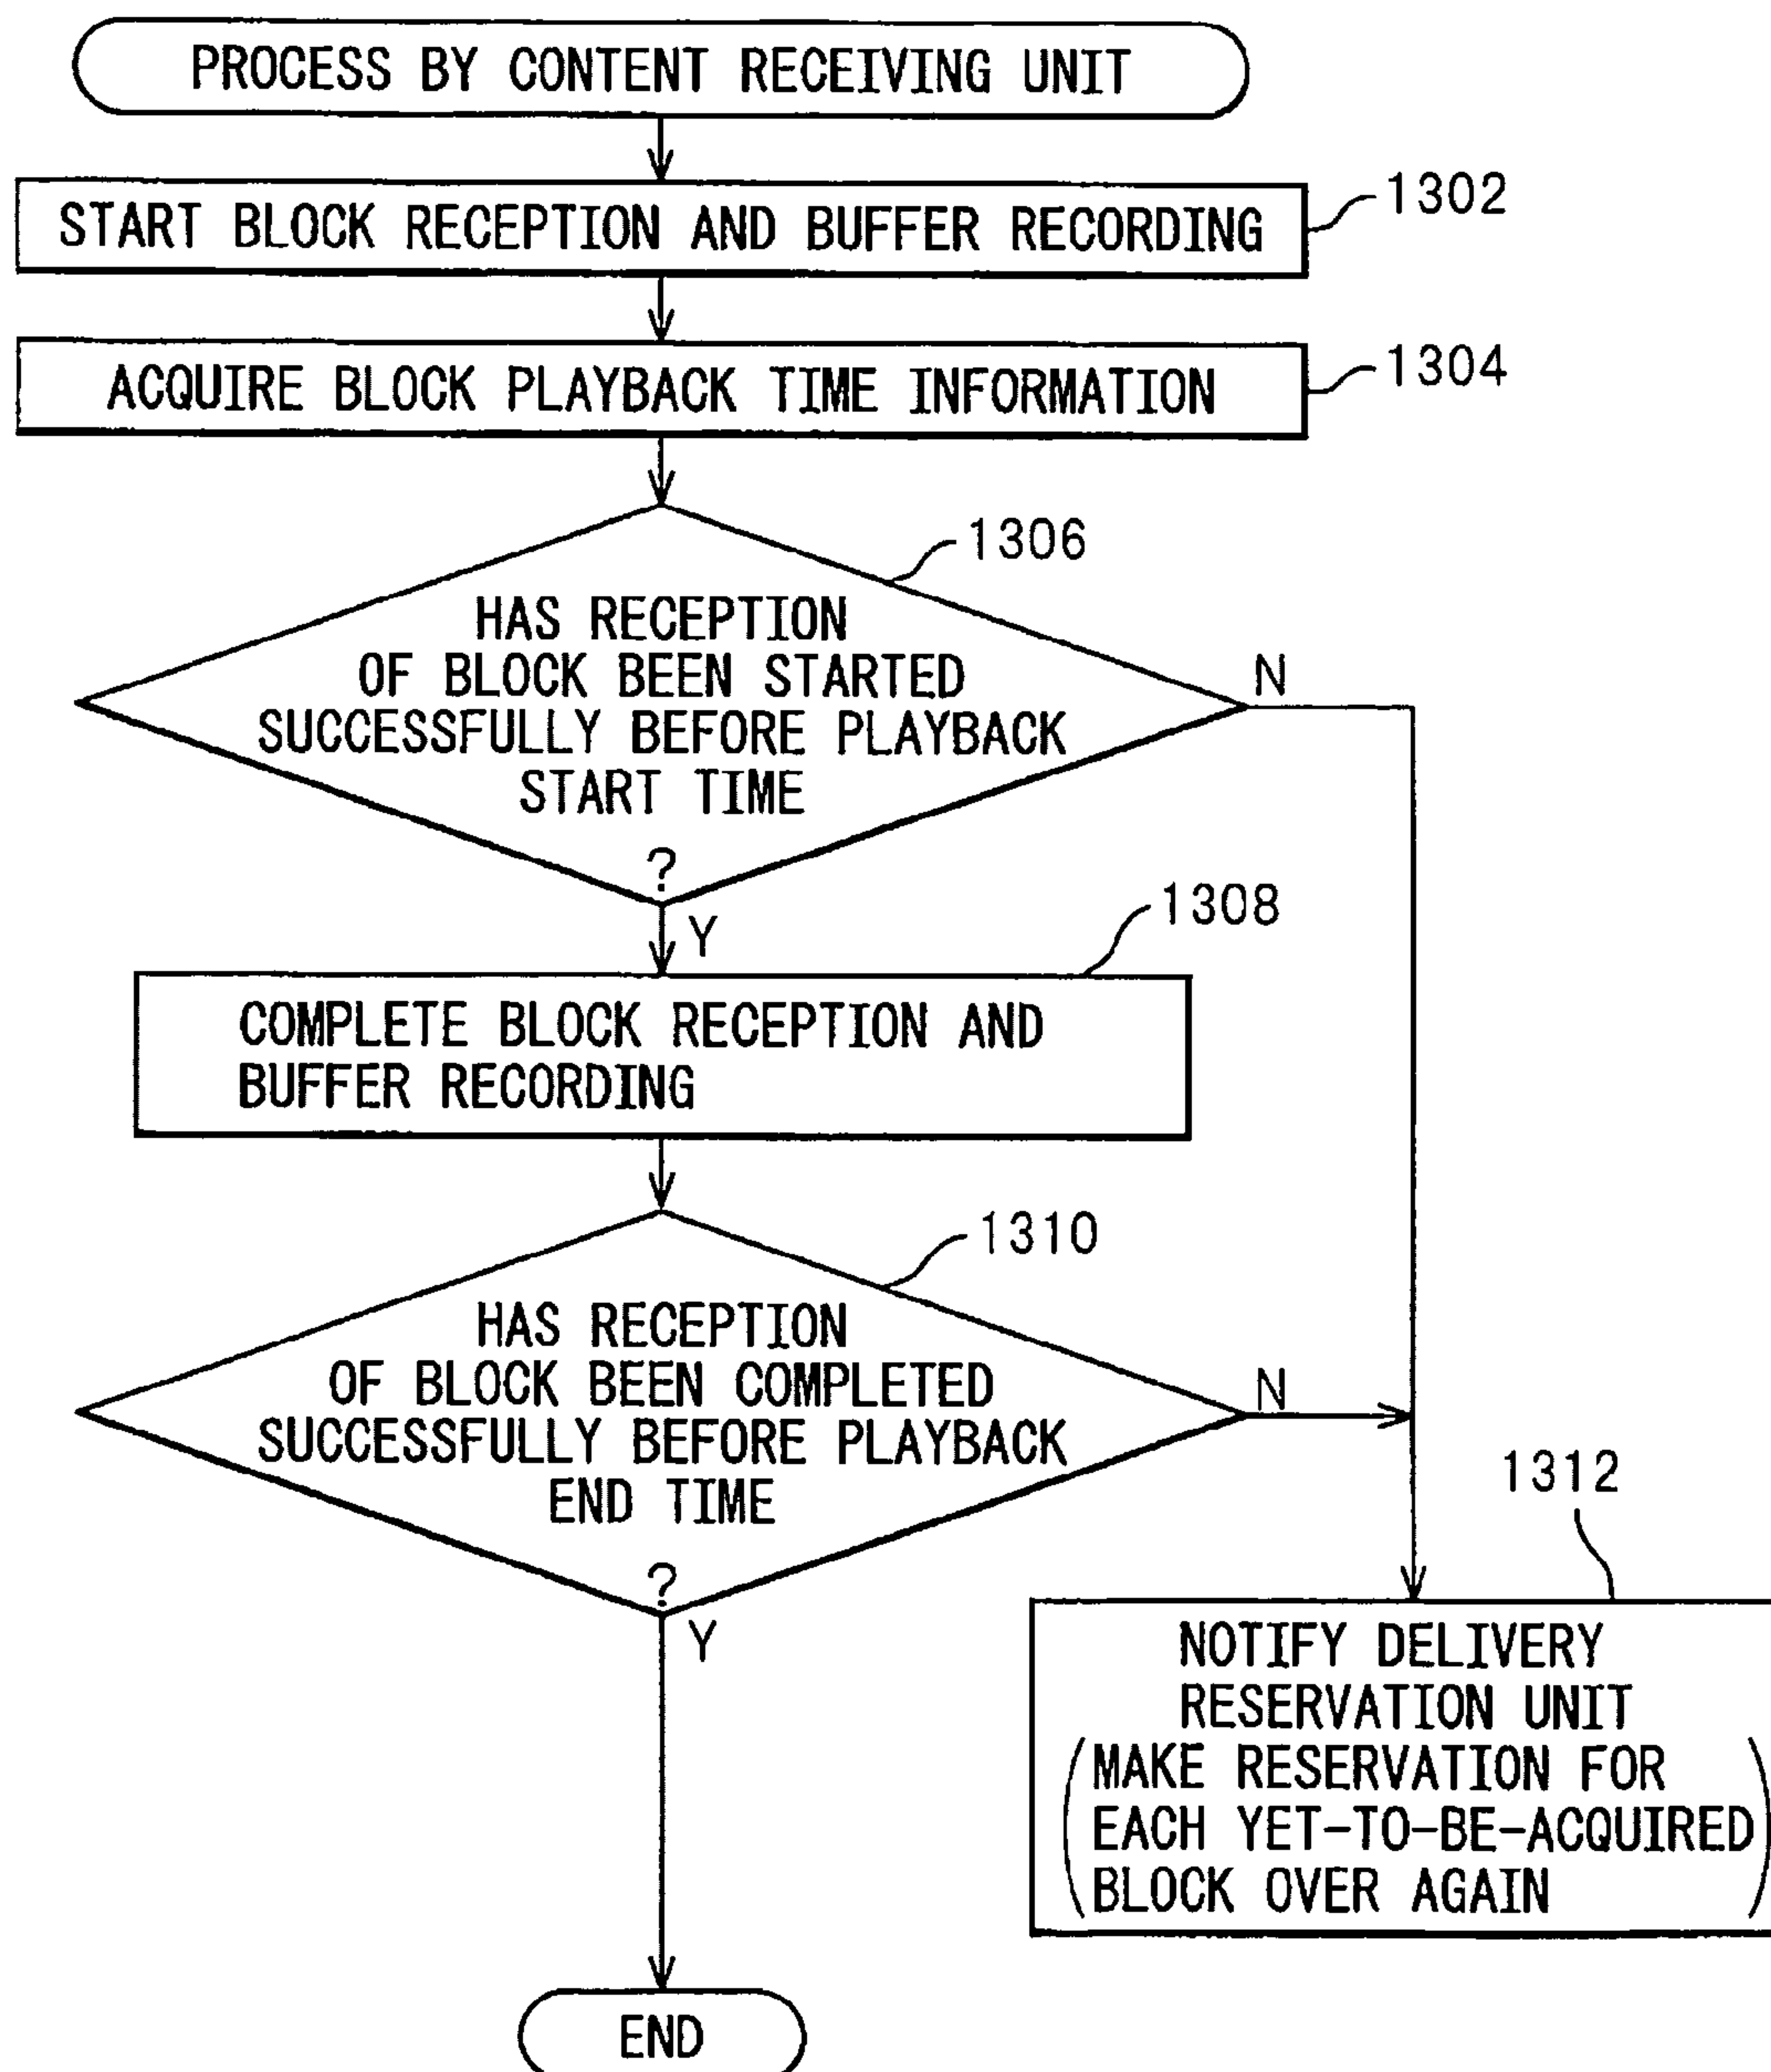 PROCESS BY CONTENT RECEIVING UNIT
START BLOCK RECEPTION AND BUFFER RECORDING
1302
ACQUIRE BLOCK PLAYBACK TIME INFORMATION
1304
1306
HAS RECEPTION
OF BLOCK BEEN STARTED
SUCCESSFULLY BEFORE PLAYBACK
START TIME
?
N
Y
1308
COMPLETE BLOCK RECEPTION AND
BUFFER RECORDING
1310
HAS RECEPTION
OF BLOCK BEEN COMPLETED
SUCCESSFULLY BEFORE PLAYBACK
END TIME
?
N
Y
1312
NOTIFY DELIVERY
RESERVATION UNIT
(MAKE RESERVATION FOR
EACH YET-TO-BE-ACQUIRED
BLOCK OVER AGAIN)
END